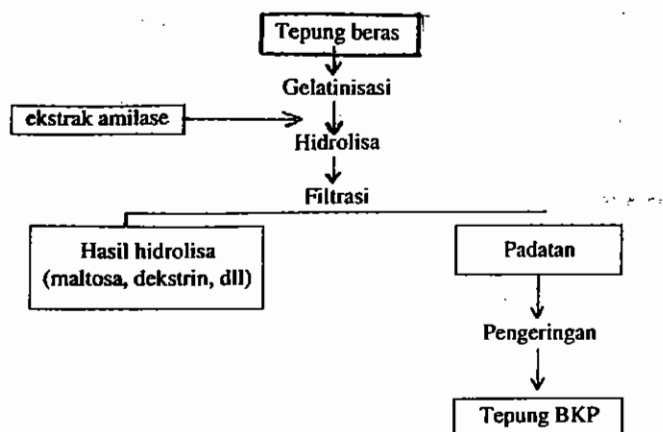 Tepung beras
Gelatinisasi
ekstrak amilase
Hidrolisa
Filtrasi
Hasil hidrolisa
(maltosa, dekstrin, dll)
Padatan
Pengeringan
Tepung BKP